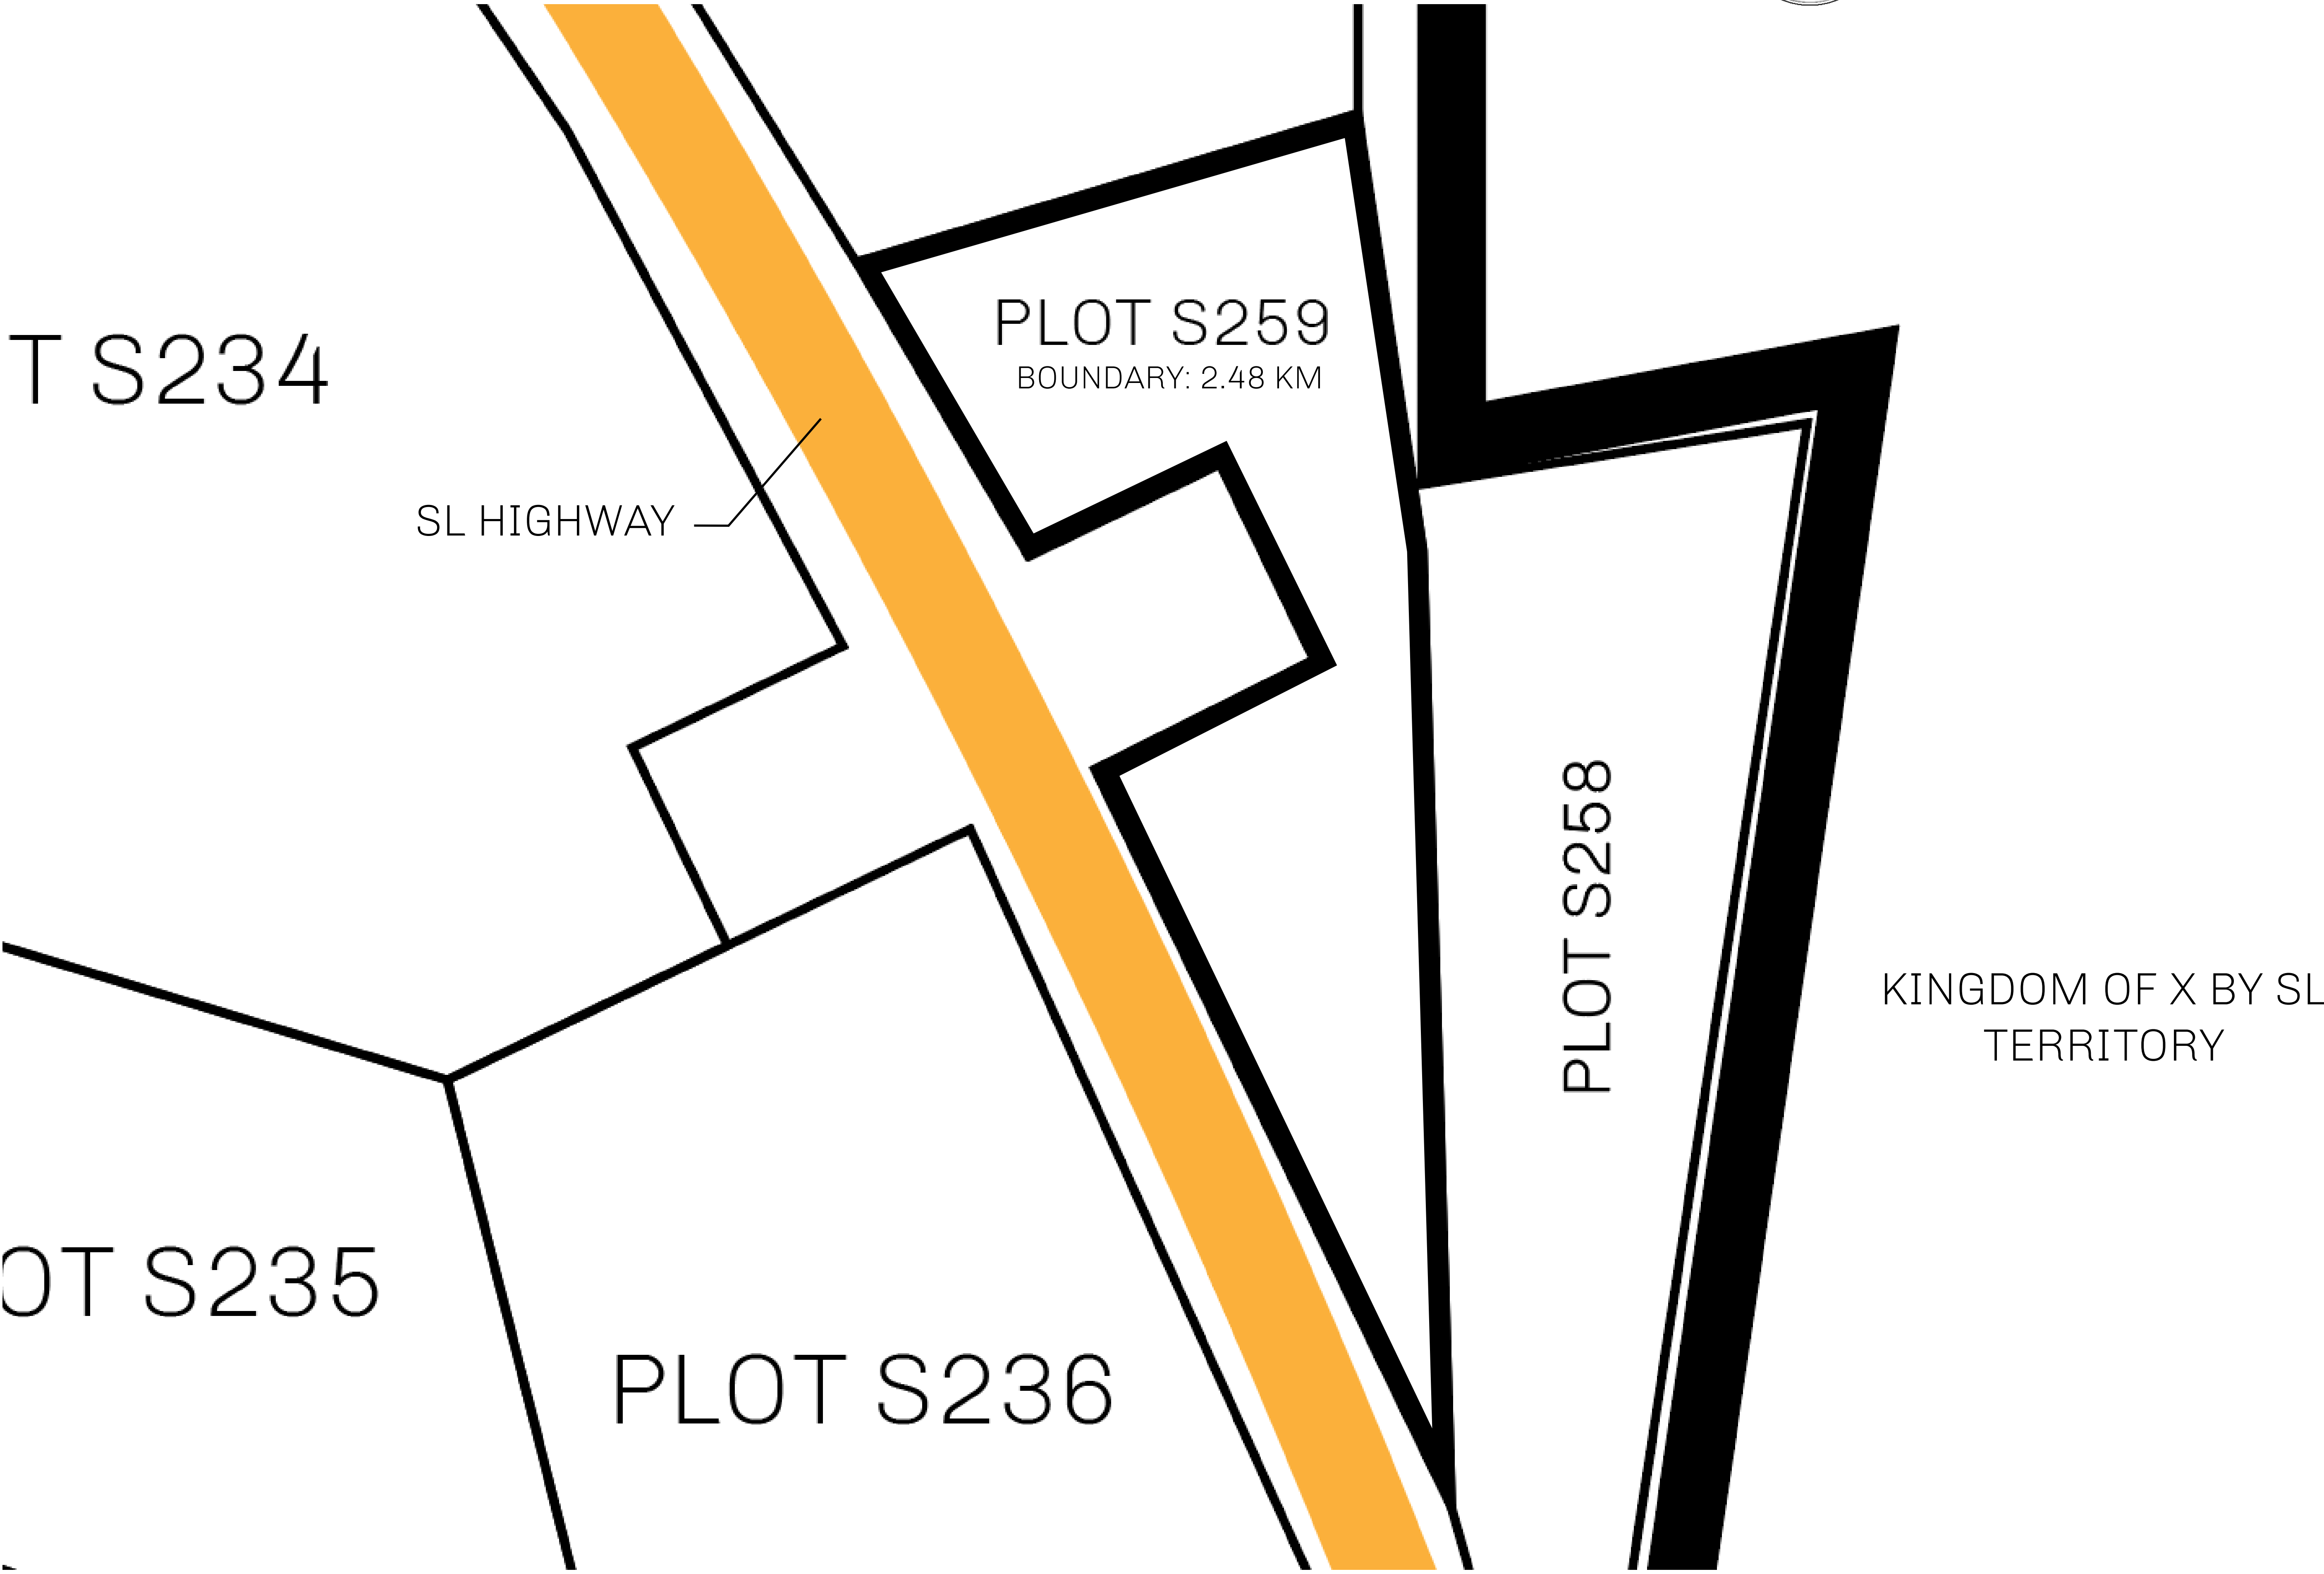 PLOT S259
BOUNDARY: 2.48 KM
T S234
SL HIGHWAY
PLOT S258
KINGDOM OF X BY SL
TERRITORY
OT S235
PLOT S236